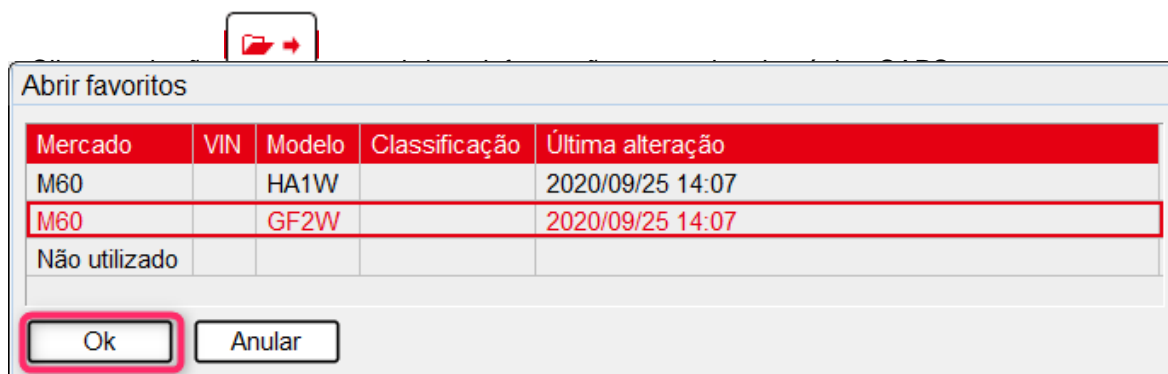 Abrir favoritos
Mercado VIN Modelo Classificação Última alteração
M60 HA1W 2020/09/25 14:07
M60 GF2W 2020/09/25 14:07
Não utilizado
Ok Anular